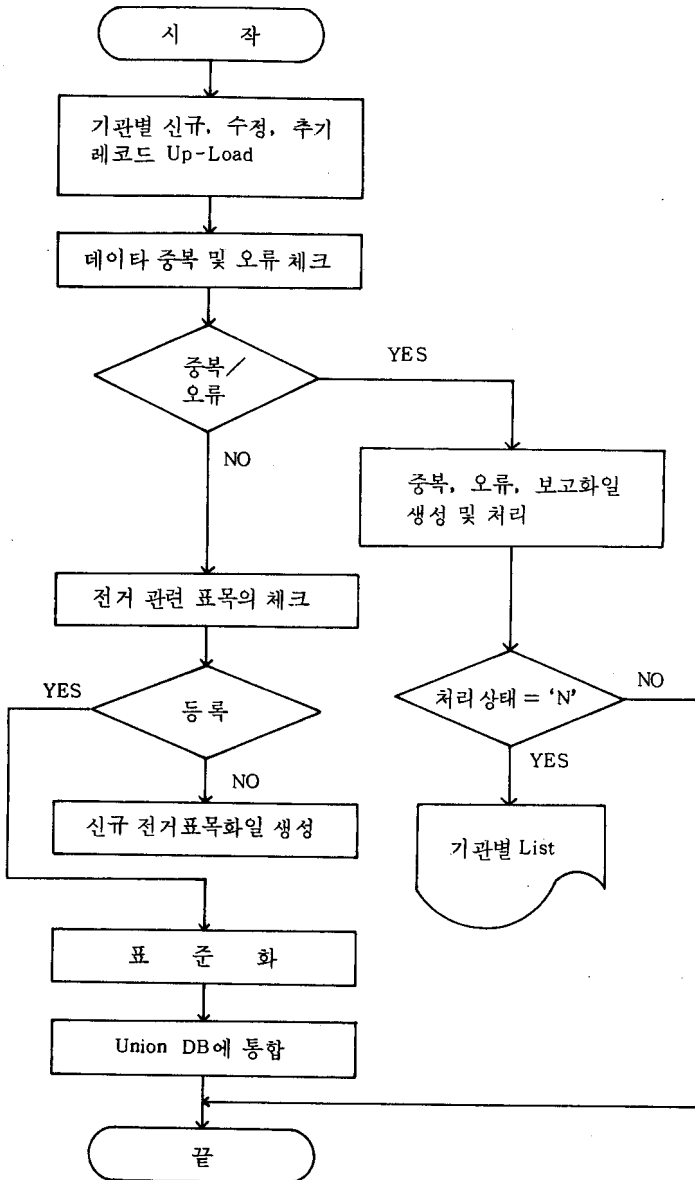 시 작
기관별 신규, 수정, 추기
레코드 Up-Load
데이타 중복 및 오류 체크
중복/
오류
YES
NO
중복, 오류, 보고화일
생성 및 처리
전거 관련 표목의 체크
처리상태 = 'N'
NO
YES
등록
YES
NO
신규 전거표목화일 생성
기관별 List
표 준 화
Union DB에 통합
끝